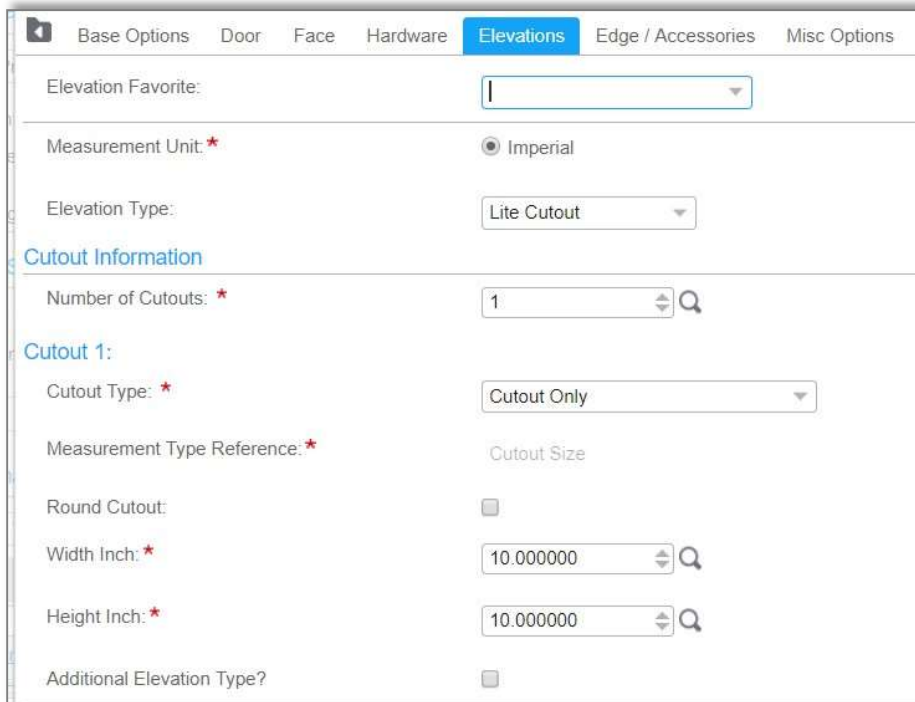 Base Options Door Face Hardware Elevations Edge / Accessories Misc Options
Elevation Favorite:
Measurement Unit: *
Imperial
Elevation Type:
Lite Cutout
Cutout Information
Number of Cutouts: *
1
Cutout 1:
Cutout Type: *
Cutout Only
Measurement Type Reference: *
Cutout Size
Round Cutout:
Width Inch: *
10.000000
Height Inch: *
10.000000
Additional Elevation Type?